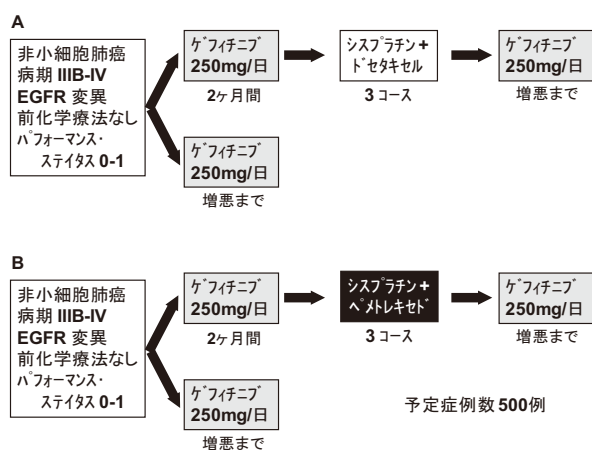 A
非小細胞肺癌
病期 IIIB-IV
EGFR 変異
前化学療法なし
ﾊﾟﾌｫｰﾏﾝｽ･
ｽﾃｲﾀｽ 0-1
ｹﾞﾌｨﾁﾆﾌﾞ
250mg/日
2ヶ月間
ｼｽﾌﾟﾗﾁﾝ +
ﾄﾞｾﾀｷｾﾙ
3 ｺｰｽ
ｹﾞﾌｨﾁﾆﾌﾞ
250mg/日
増悪まで
ｹﾞﾌｨﾁﾆﾌﾞ
250mg/日
増悪まで
B
非小細胞肺癌
病期 IIIB-IV
EGFR 変異
前化学療法なし
ﾊﾟﾌｫｰﾏﾝｽ･
ｽﾃｲﾀｽ 0-1
ｹﾞﾌｨﾁﾆﾌﾞ
250mg/日
2ヶ月間
ｼｽﾌﾟﾗﾁﾝ +
ﾍﾟﾒﾄﾚｷｾﾄﾞ
3 ｺｰｽ
ｹﾞﾌｨﾁﾆﾌﾞ
250mg/日
増悪まで
ｹﾞﾌｨﾁﾆﾌﾞ
250mg/日
増悪まで
予定症例数 500例